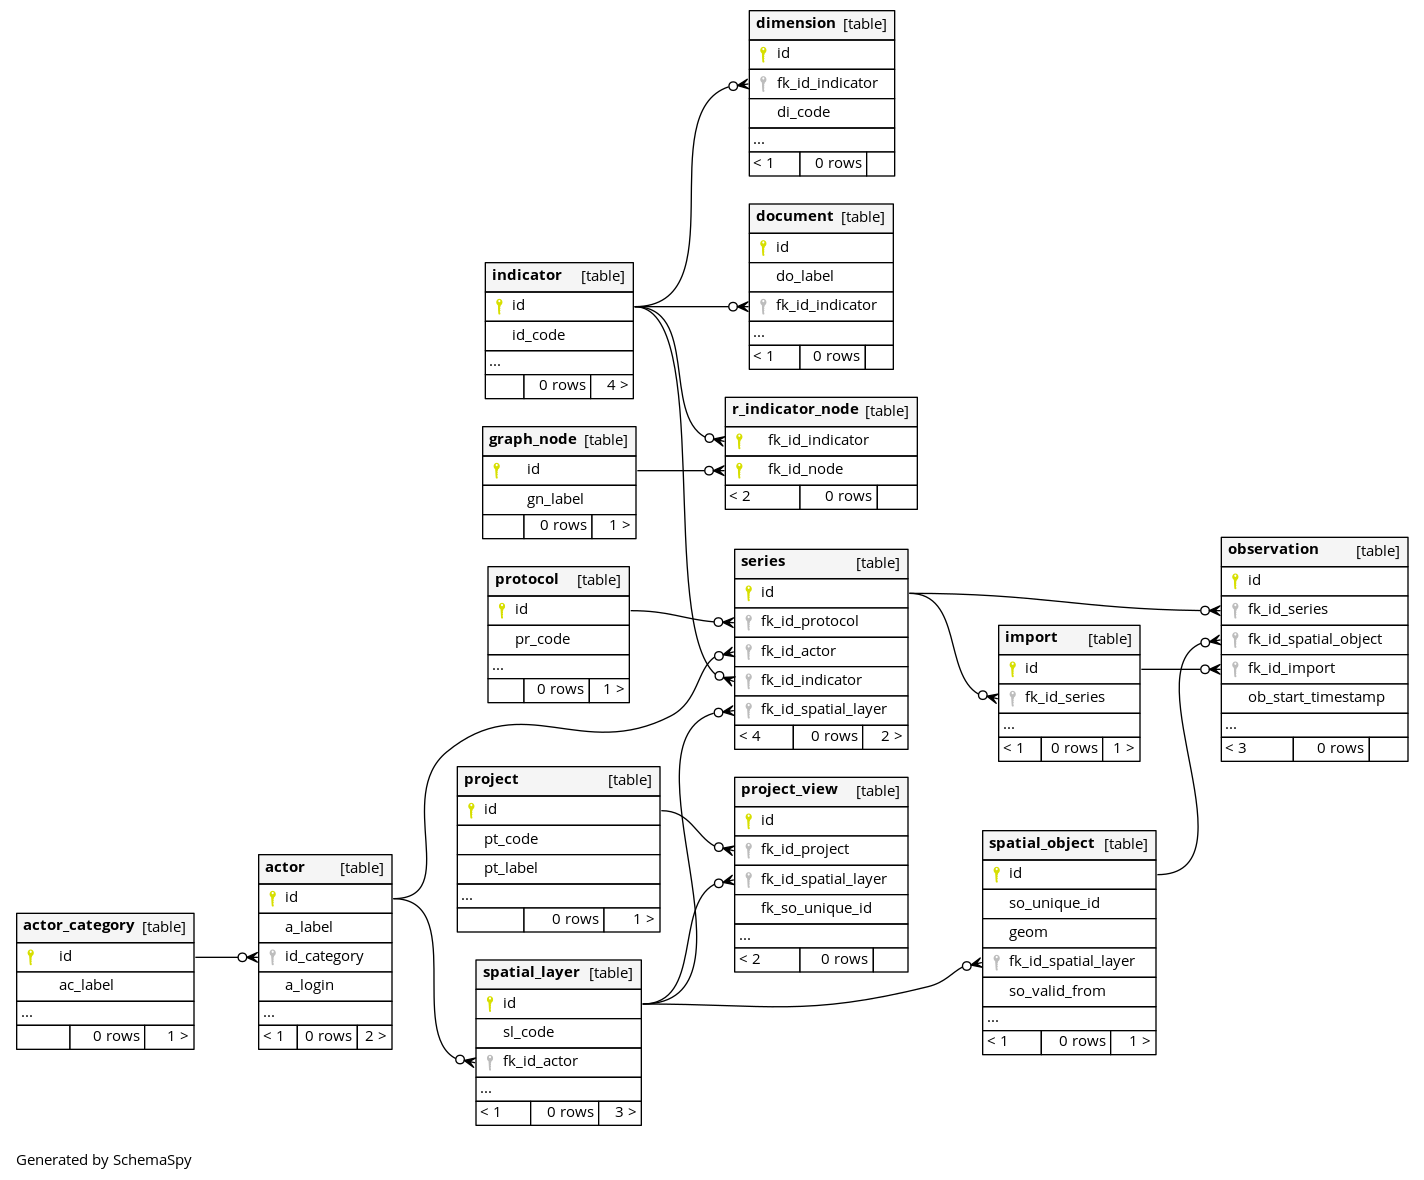 dimension [table]
id
fk_id_indicator
di_code
...
< 1 0 rows
document [table]
id
do_label
fk_id_indicator
...
< 1 0 rows
indicator [table]
id
id_code
...
0 rows 4 >
r_indicator_node [table]
fk_id_indicator
fk_id_node
< 2 0 rows
graph_node [table]
id
gn_label
0 rows 1 >
series [table]
id
fk_id_protocol
fk_id_actor
fk_id_indicator
fk_id_spatial_layer
< 4 0 rows 2 >
observation [table]
id
fk_id_series
fk_id_spatial_object
fk_id_import
ob_start_timestamp
...
< 3 0 rows
protocol [table]
id
pr_code
...
0 rows 1 >
import [table]
id
fk_id_series
...
< 1 0 rows 1 >
project [table]
id
pt_code
pt_label
...
0 rows 1 >
project_view [table]
id
fk_id_project
fk_id_spatial_layer
fk_so_unique_id
...
< 2 0 rows
spatial_object [table]
id
so_unique_id
geom
fk_id_spatial_layer
so_valid_from
...
< 1 0 rows 1 >
actor [table]
id
a_label
id_category
a_login
...
< 1 0 rows 2 >
actor_category [table]
id
ac_label
...
0 rows 1 >
spatial_layer [table]
id
sl_code
fk_id_actor
...
< 1 0 rows 3 >
Generated by SchemaSpy